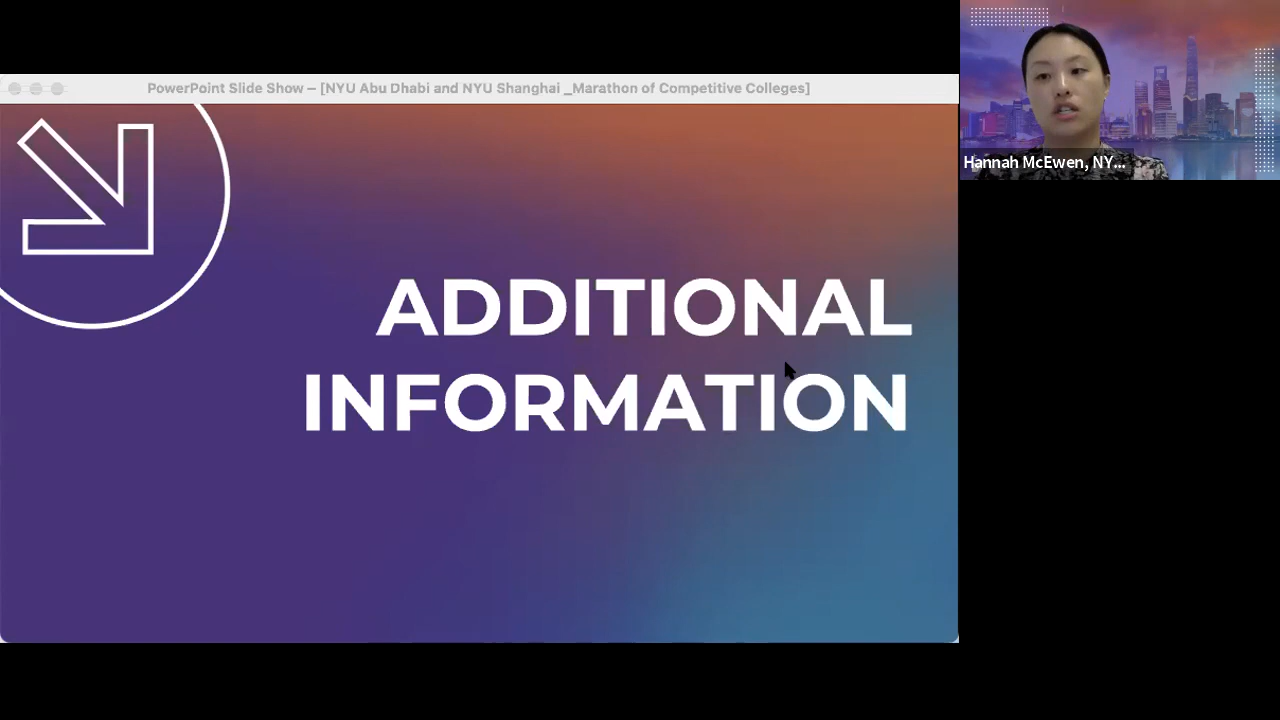 PowerPoint Slide Show – [NYU Abu Dhabi and NYU Shanghai _Marathon of Competitive Colleges]
ADDITIONAL
INFORMATION
Hannah McEwen, NY...